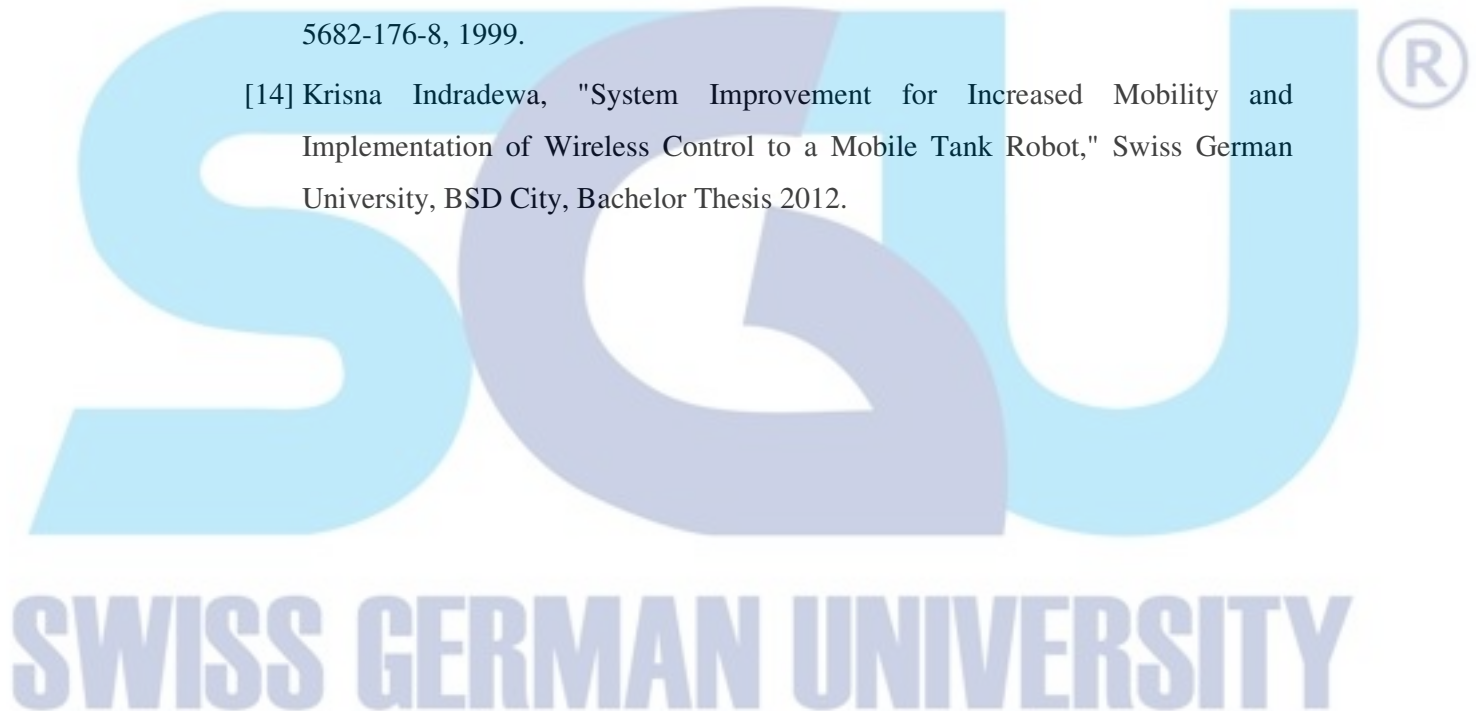 5682-176-8, 1999.
[14] Krisna Indradewa, "System Improvement for Increased Mobility and
Implementation of Wireless Control to a Mobile Tank Robot," Swiss German
University, BSD City, Bachelor Thesis 2012.
SGU ®
SWISS GERMAN UNIVERSITY